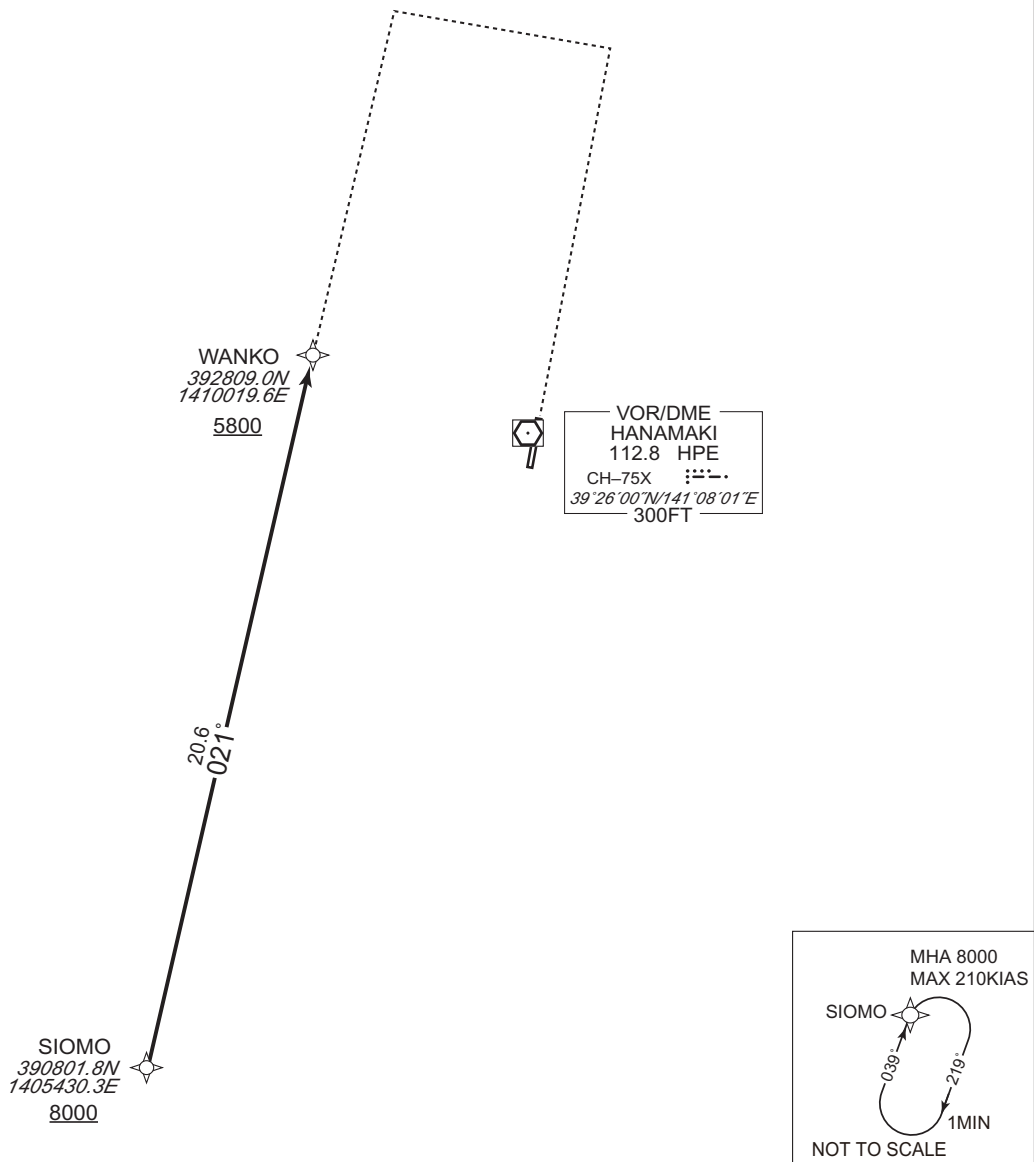 WANKO
392809.0N
1410019.6E
5800
VOR/DME
HANAMAKI
112.8 HPE
CH–75X
39°26´00˝N/141°08´01˝E
300FT
20.6
021°
SIOMO
390801.8N
1405430.3E
8000
MHA 8000
MAX 210KIAS
SIOMO
039°
219°
1MIN
NOT TO SCALE